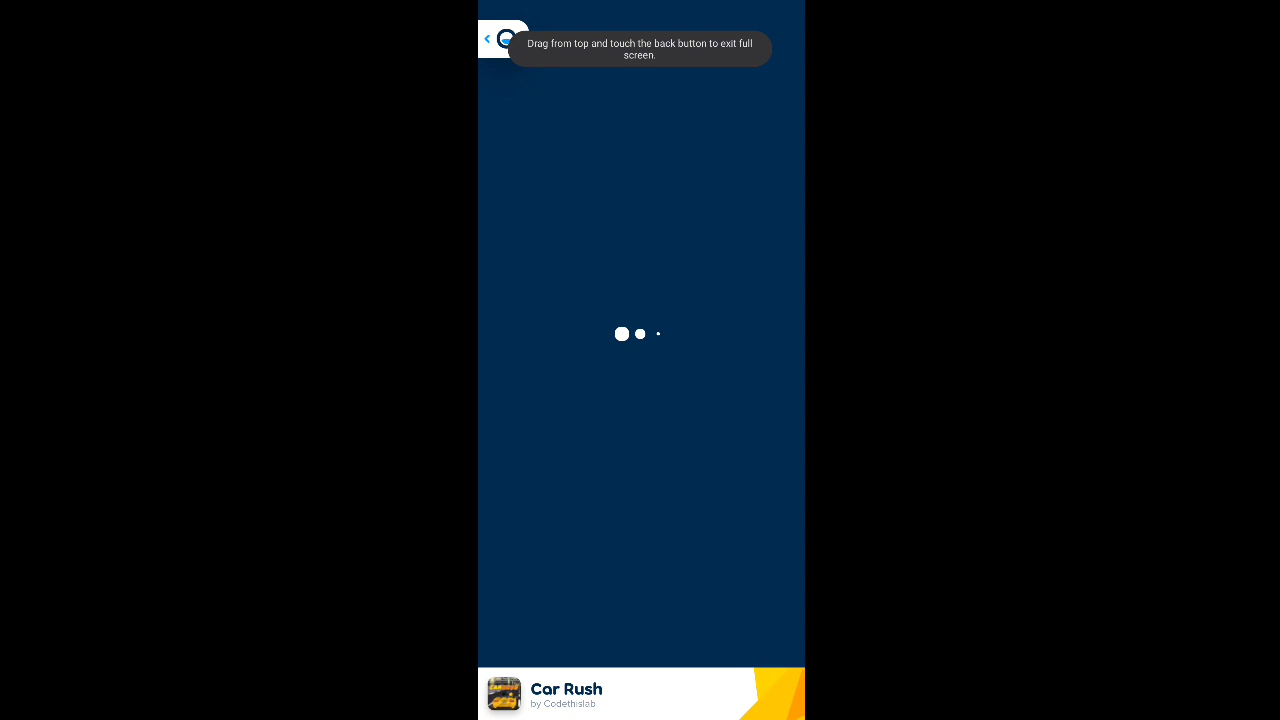 Drag from top and touch the back button to exit full
screen.
Car Rush
by Codethislab